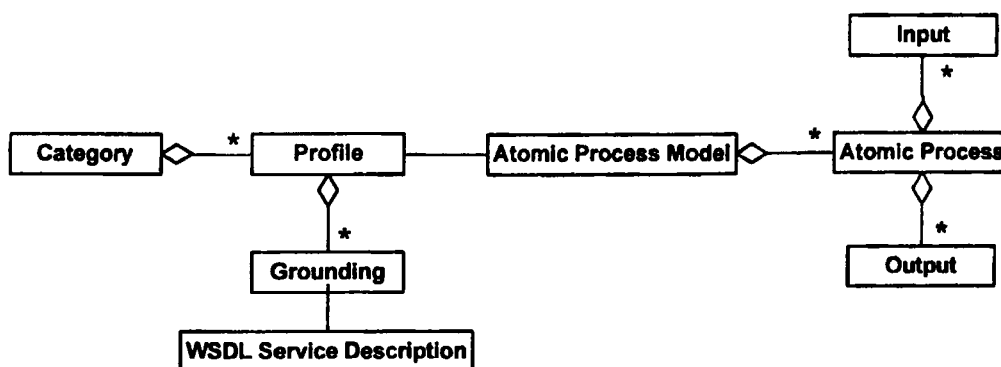 Input
*
*
*
Category
Profile
Atomic Process Model
Atomic Process
*
*
Grounding
Output
WSDL Service Description